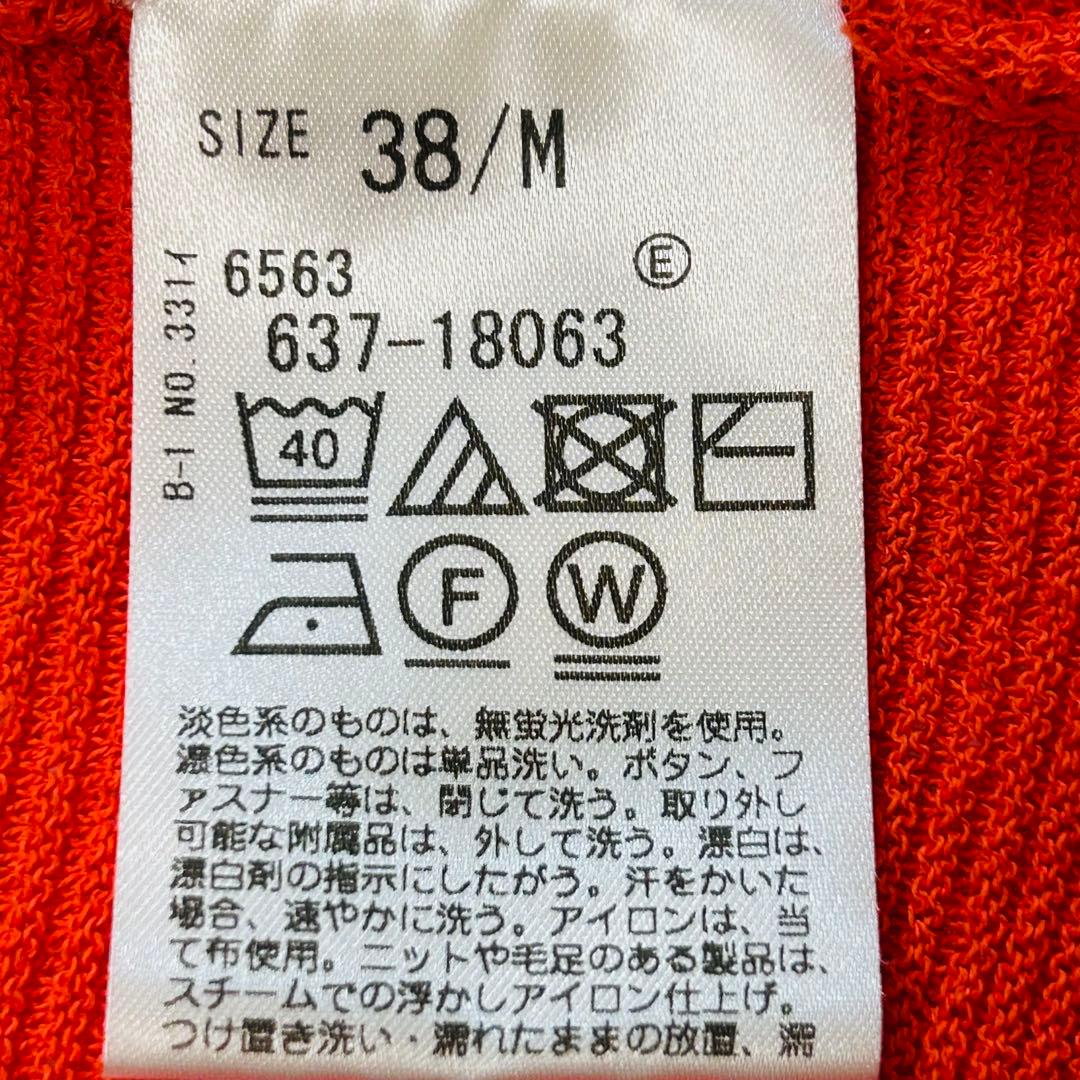 SIZE 38/M
6563 Ⓔ
637-18063
B-1 NO.331イ
40
F W
淡色系のものは、無蛍光洗剤を使用。
濃色系のものは単品洗い。ボタン、フ
ァスナー等は、閉じて洗う。取り外し
可能な附属品は、外して洗う。漂白は、
漂白剤の指示にしたがう。汗をかいた
場合、速やかに洗う。アイロンは、当
て布使用。ニットや毛足のある製品は、
スチームでの浮かしアイロン仕上げ。
つけ置き洗い・濡れたままの放置、